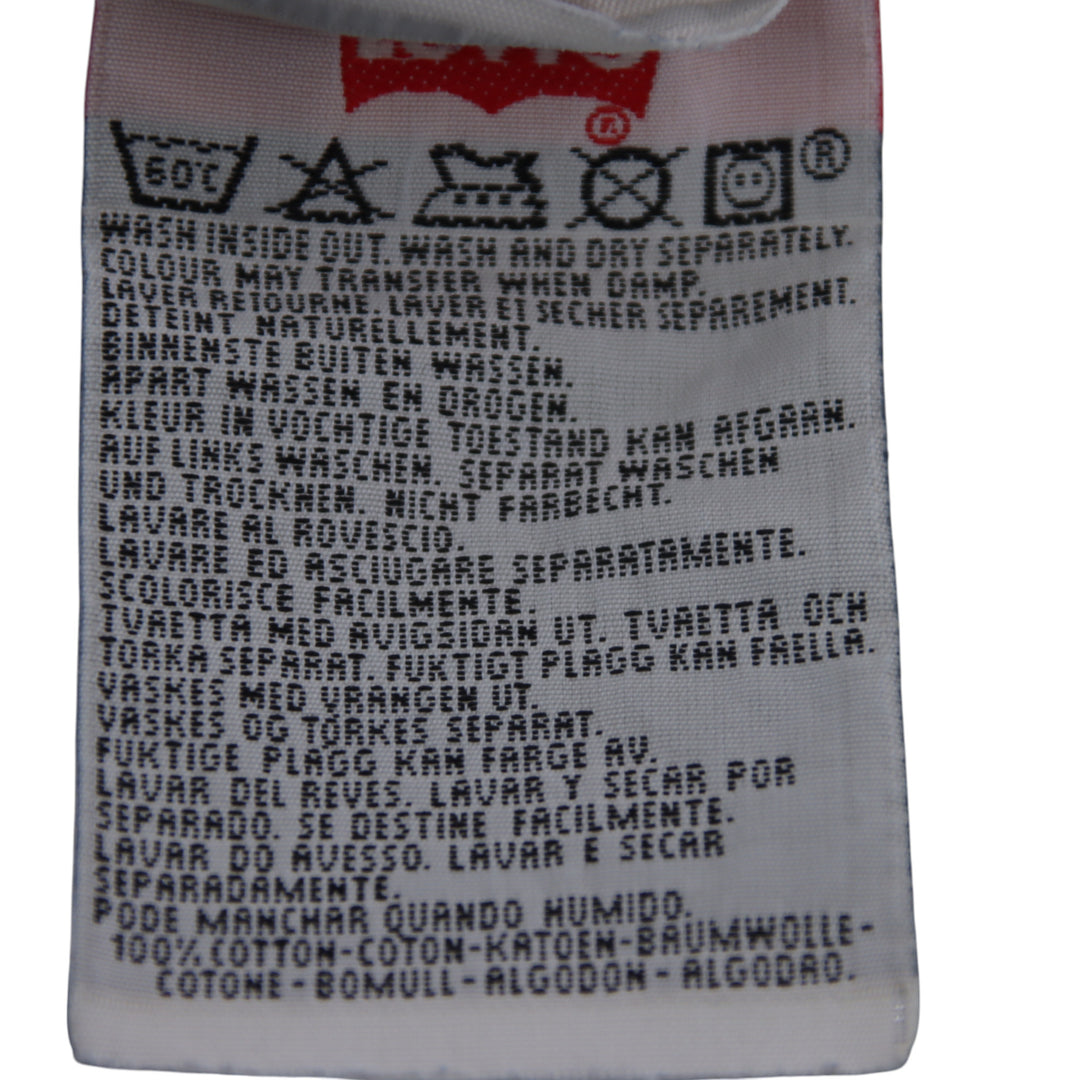 60°C
®
WASH INSIDE OUT. WASH AND DRY SEPARATELY.
COLOUR MAY TRANSFER WHEN DAMP.
LAVER RETOURNE. LAVER ET SECHER SEPAREMENT.
DETEINT NATURELLEMENT.
BINNENSTE BUITEN WASSEN.
APART WASSEN EN DROGEN.
KLEUR IN VOCHTIGE TOESTAND KAN AFGAAN.
AUF LINKS WASCHEN. SEPARAT WASCHEN
UND TROCKNEN. NICHT FARBECHT.
LAVARE AL ROVESCIO.
LAVARE ED ASCIUGARE SEPARATAMENTE.
SCOLORISCE FACILMENTE.
TVAETTA MED AVIGSIDAN UT. TVAETTA OCH
TORKA SEPARAT. FUKTIGT PLAGG KAN FAELLA.
VASKES MED VRANGEN UT.
VASKES OG TORKES SEPARAT.
FUKTIGE PLAGG KAN FARGE AV.
LAVAR DEL REVES. LAVAR Y SECAR POR
SEPARADO. SE DESTINE FACILMENTE.
LAVAR DO AVESSO. LAVAR E SECAR
SEPARADAMENTE.
PODE MANCHAR QUANDO HUMIDO.
100% COTTON-COTON-KATOEN-BAUMWOLLE-
COTONE-BOMULL-ALGODON-ALGODAO.